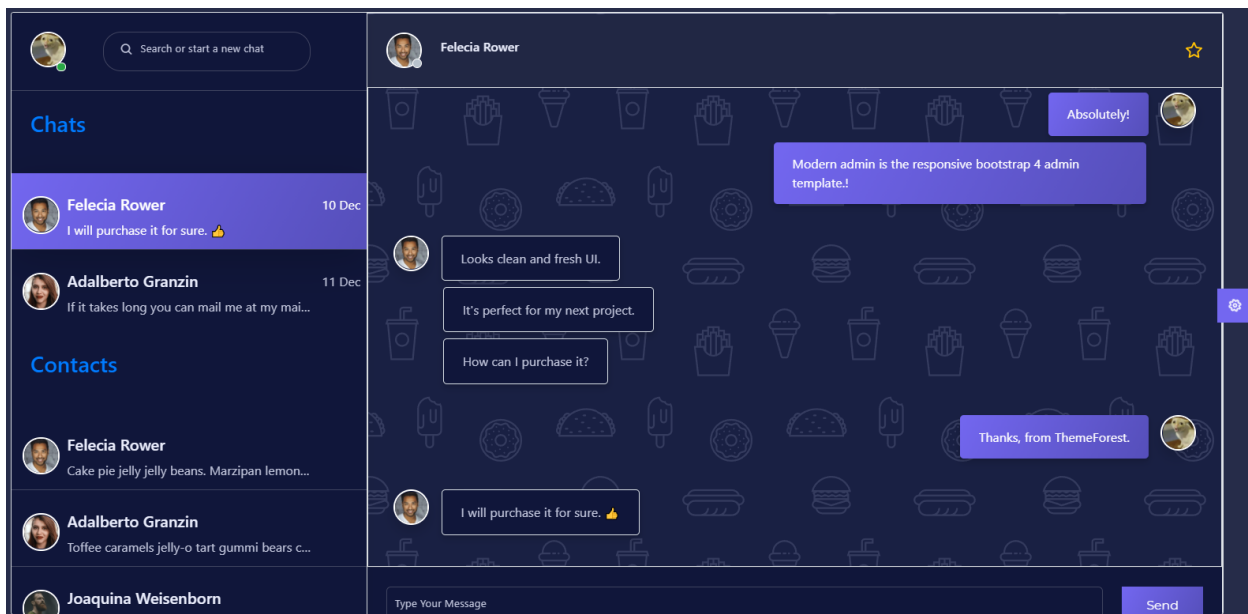 Search or start a new chat
Chats
Felecia Rower
10 Dec
I will purchase it for sure. 👍
Adalberto Granzin
11 Dec
If it takes long you can mail me at my mai...
Contacts
Felecia Rower
Cake pie jelly jelly beans. Marzipan lemon...
Adalberto Granzin
Toffee caramels jelly-o tart gummi bears c...
Joaquina Weisenborn
Felecia Rower
Absolutely!
Modern admin is the responsive bootstrap 4 admin
template.!
Looks clean and fresh UI.
It's perfect for my next project.
How can I purchase it?
Thanks, from ThemeForest.
I will purchase it for sure. 👍
Type Your Message
Send